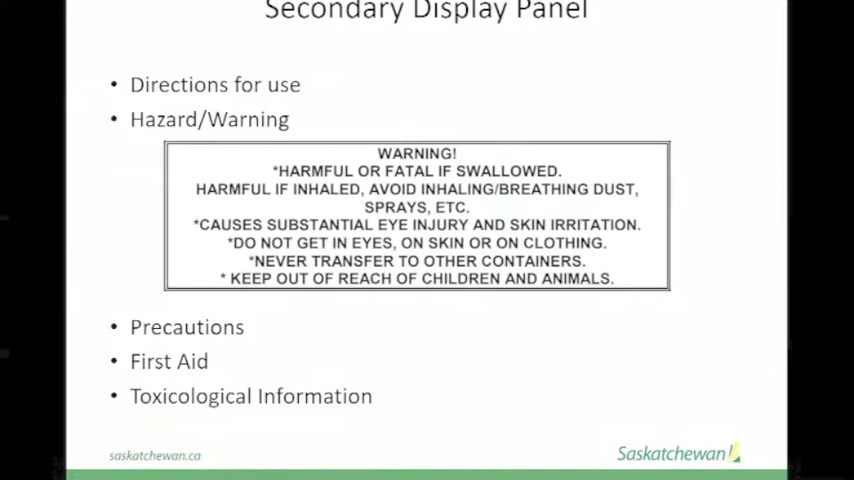 Secondary Display Panel
• Directions for use
• Hazard/Warning
WARNING!
*HARMFUL OR FATAL IF SWALLOWED.
HARMFUL IF INHALED, AVOID INHALING/BREATHING DUST,
SPRAYS, ETC.
*CAUSES SUBSTANTIAL EYE INJURY AND SKIN IRRITATION.
*DO NOT GET IN EYES, ON SKIN OR ON CLOTHING.
*NEVER TRANSFER TO OTHER CONTAINERS.
* KEEP OUT OF REACH OF CHILDREN AND ANIMALS.
• Precautions
• First Aid
• Toxicological Information
saskatchewan.ca
Saskatchewan